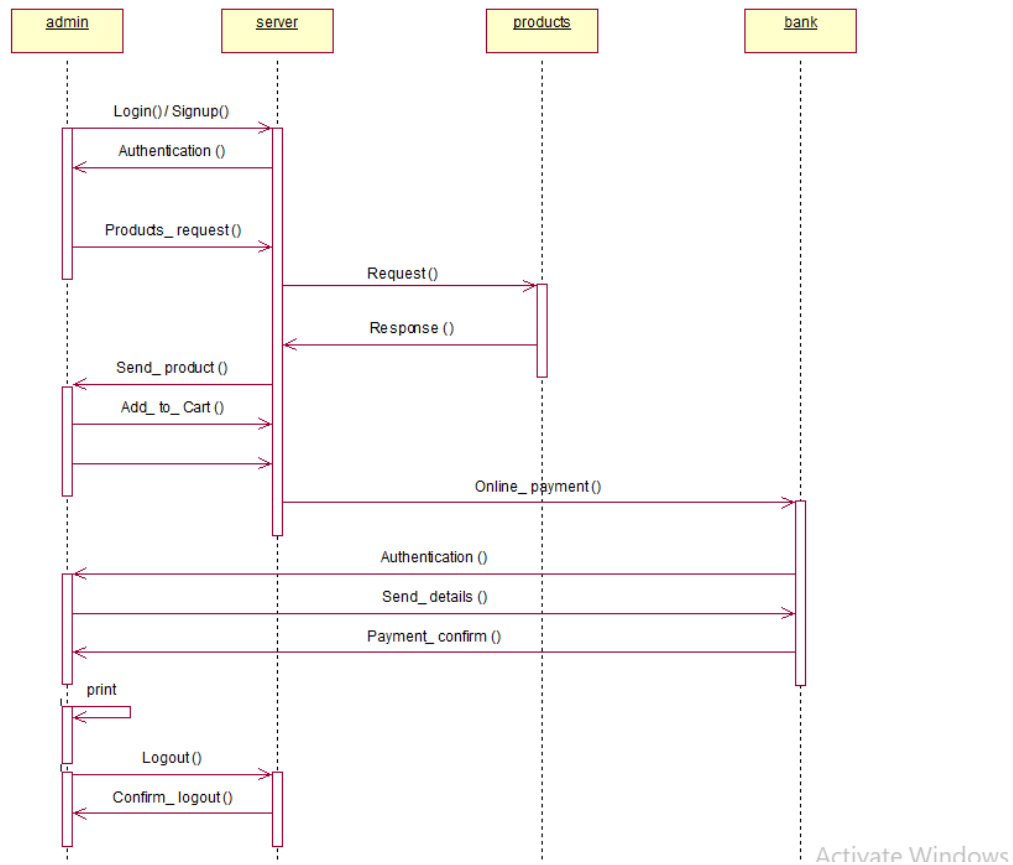 admin
server
products
bank
Login()/ Signup()
Authentication ()
Products_ request()
Request()
Response ()
Send_ product ()
Add_ to_ Cart ()
Online_ payment()
Authentication ()
Send_ details ()
Payment_ confirm ()
print
Logout()
Confirm_ logout()
Activate Windows